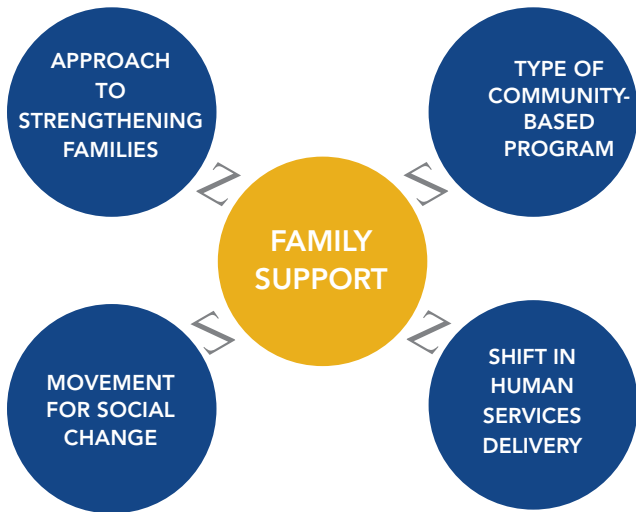 APPROACH
TO
STRENGTHENING
FAMILIES
TYPE OF
COMMUNITY-
BASED
PROGRAM
FAMILY
SUPPORT
MOVEMENT
FOR SOCIAL
CHANGE
SHIFT IN
HUMAN
SERVICES
DELIVERY